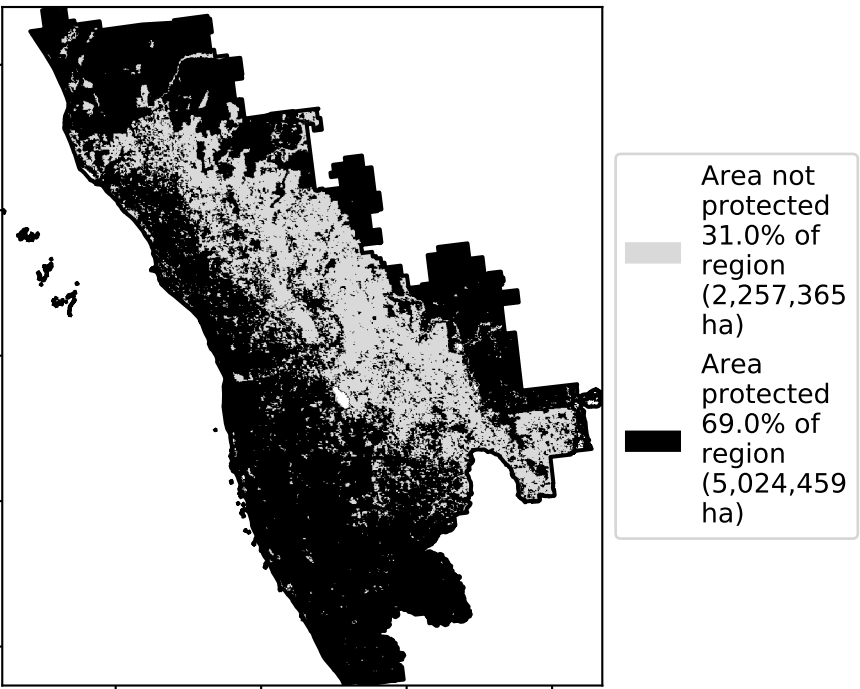 Area not
protected
31.0% of
region
(2,257,365
ha)
Area
protected
69.0% of
region
(5,024,459
ha)